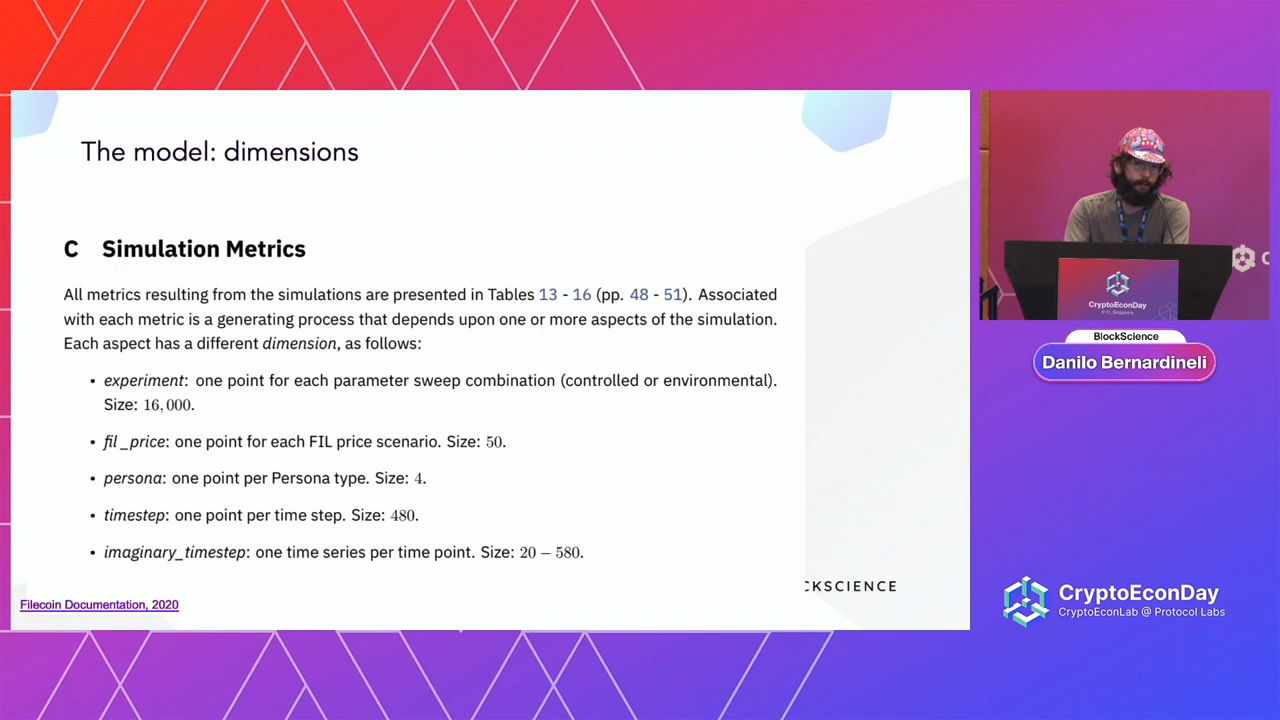 The model: dimensions
C Simulation Metrics
All metrics resulting from the simulations are presented in Tables 13 - 16 (pp. 48 - 51). Associated
with each metric is a generating process that depends upon one or more aspects of the simulation.
Each aspect has a different dimension, as follows:
• experiment: one point for each parameter sweep combination (controlled or environmental).
Size: 16,000.
• fil_price: one point for each FIL price scenario. Size: 50.
• persona: one point per Persona type. Size: 4.
• timestep: one point per time step. Size: 480.
• imaginary_timestep: one time series per time point. Size: 20 – 580.
CKSCIENCE
Filecoin Documentation, 2020
CryptoEconDay
@ FIL Singapore
C
BlockScience
Danilo Bernardineli
CryptoEconDay
CryptoEconLab @ Protocol Labs